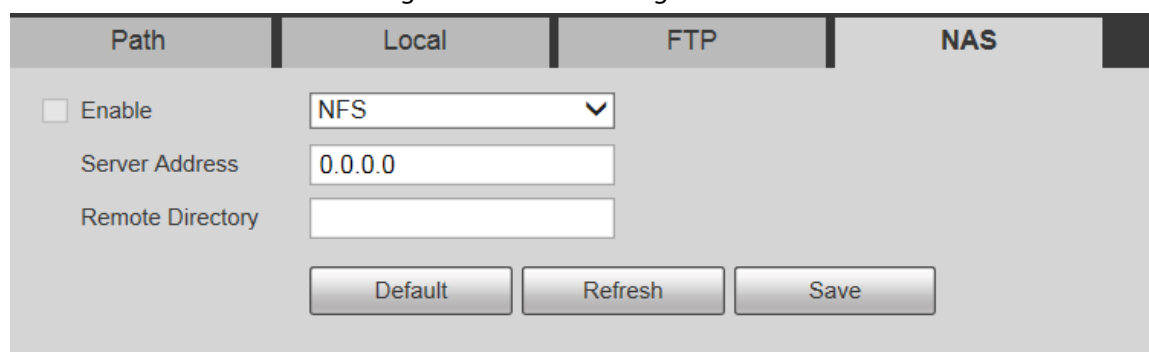 Path Local FTP NAS
Enable NFS
Server Address 0.0.0.0
Remote Directory
Default Refresh Save